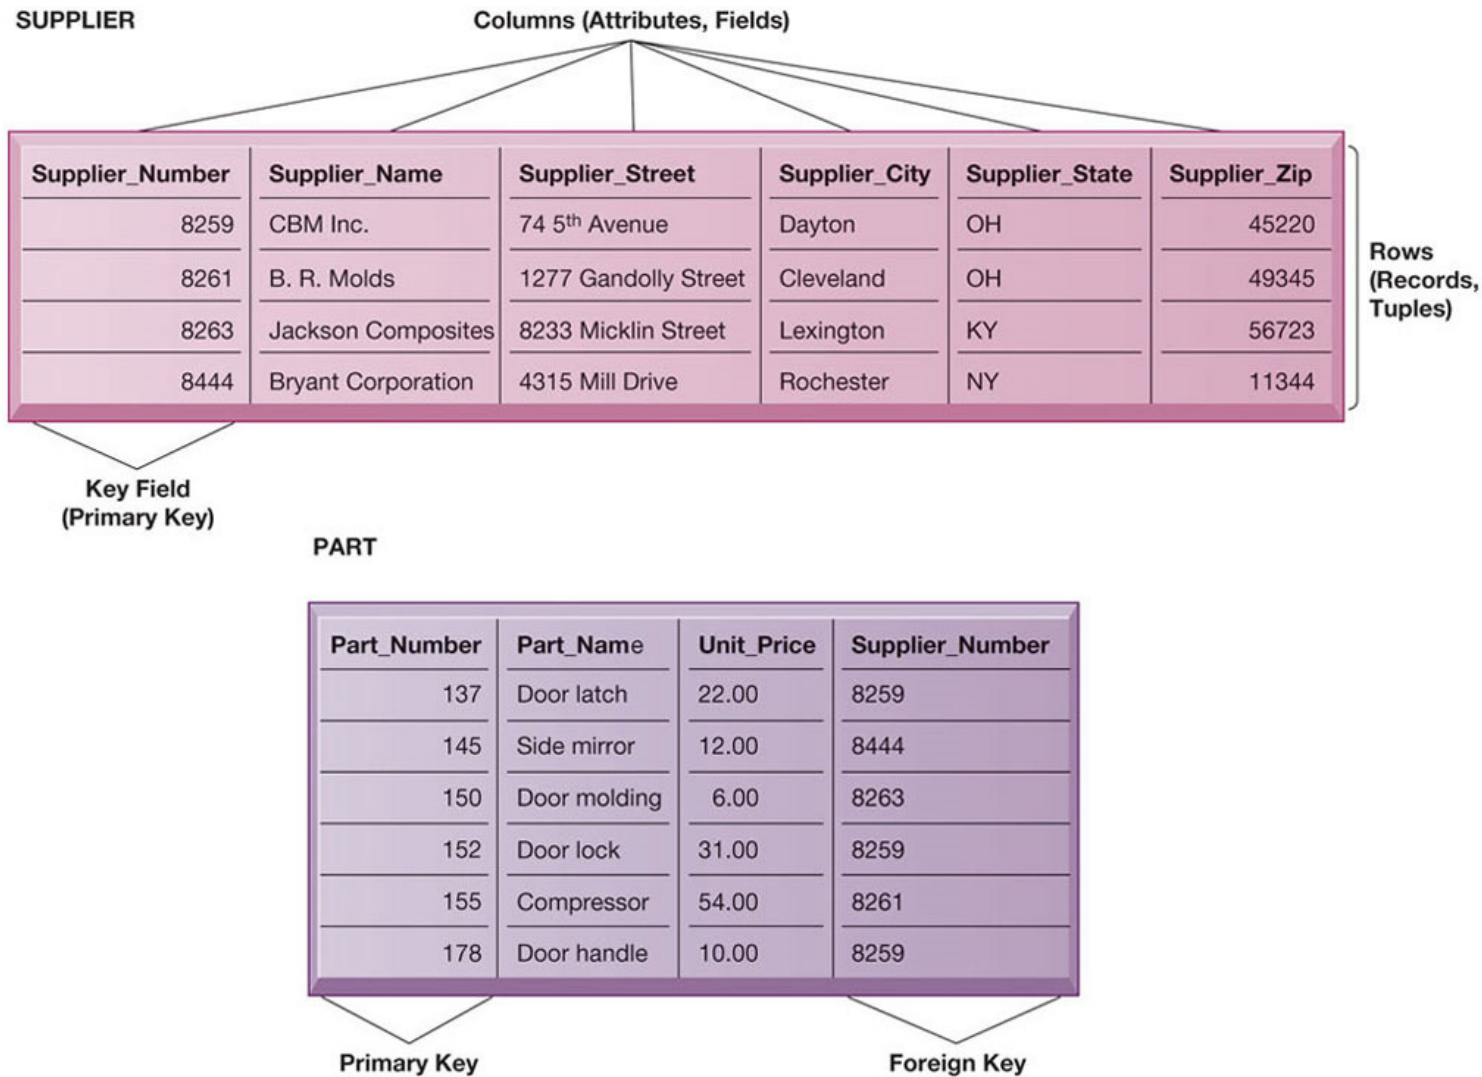 SUPPLIER
Columns (Attributes, Fields)
Supplier_Number Supplier_Name Supplier_Street Supplier_City Supplier_State Supplier_Zip
8259 CBM Inc. 74 5th Avenue Dayton OH 45220
8261 B. R. Molds 1277 Gandolly Street Cleveland OH 49345
8263 Jackson Composites 8233 Micklin Street Lexington KY 56723
8444 Bryant Corporation 4315 Mill Drive Rochester NY 11344
Rows
(Records,
Tuples)
Key Field
(Primary Key)
PART
Part_Number Part_Name Unit_Price Supplier_Number
137 Door latch 22.00 8259
145 Side mirror 12.00 8444
150 Door molding 6.00 8263
152 Door lock 31.00 8259
155 Compressor 54.00 8261
178 Door handle 10.00 8259
Primary Key
Foreign Key